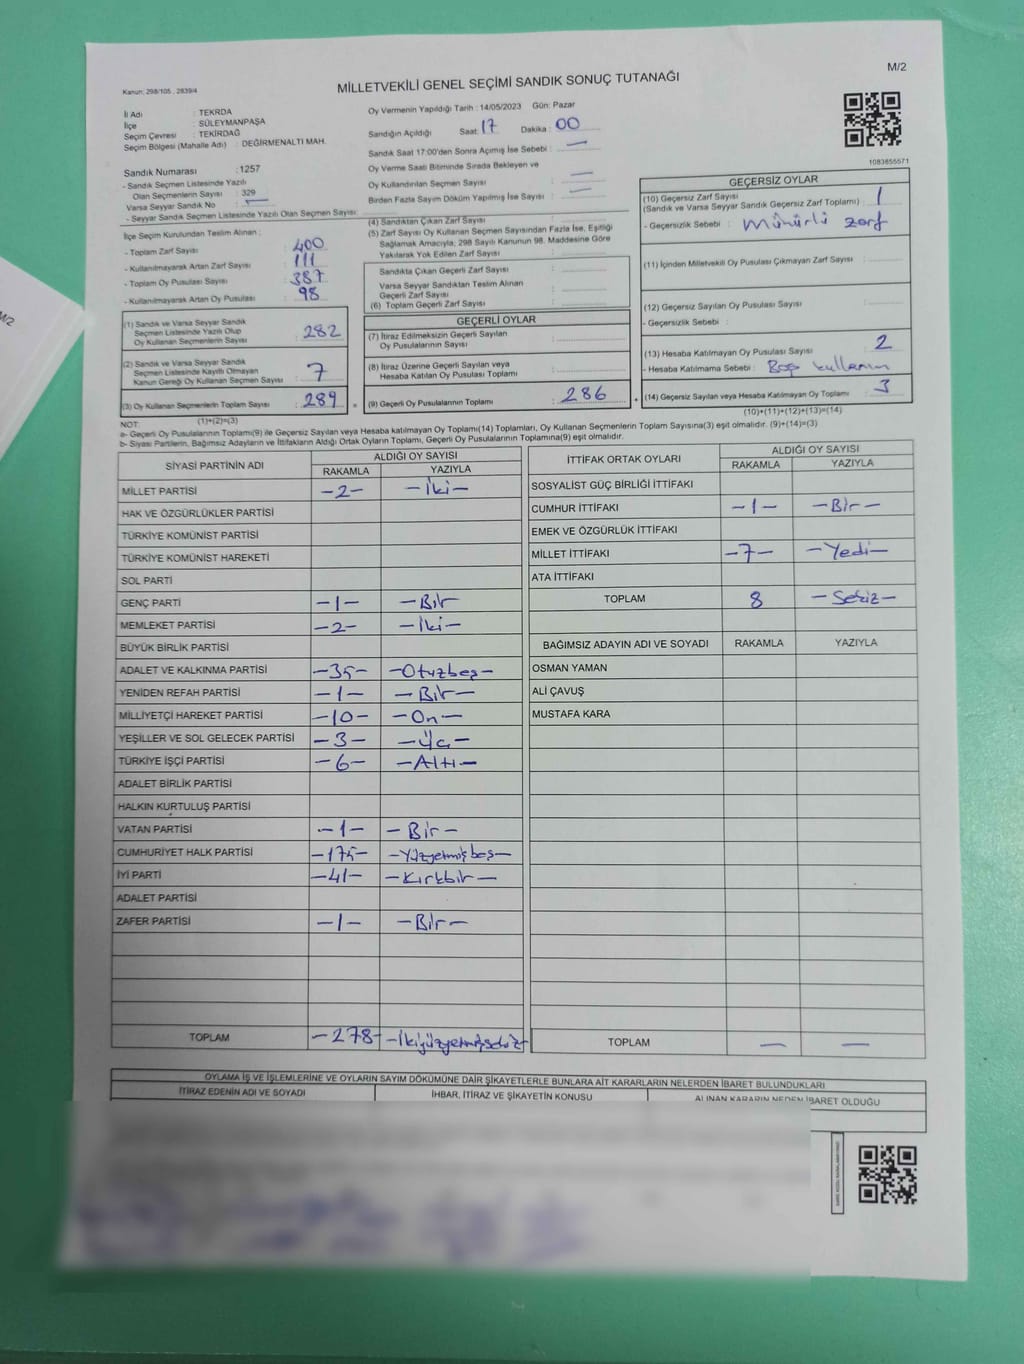 M/2
Kanun: 298/105 , 2839/4
MİLLETVEKİLİ GENEL SEÇİMİ SANDIK SONUÇ TUTANAĞI
İl Adı : TEKRDA
İlçe : SÜLEYMANPAŞA
Seçim Çevresi : TEKİRDAĞ
Seçim Bölgesi (Mahalle Adı) : DEĞİRMENALTI MAH.
Sandık Numarası :1257
- Sandık Seçmen Listesinde Yazılı
Olan Seçmenlerin Sayısı : 329
Varsa Seyyar Sandık No : —
- Seyyar Sandık Seçmen Listesinde Yazılı Olan Seçmen Sayısı:
İlçe Seçim Kurulundan Teslim Alınan ;
- Toplam Zarf Sayısı : 400
- Kullanılmayarak Artan Zarf Sayısı : 111
- Toplam Oy Pusulası Sayısı : 387
- Kullanılmayarak Artan Oy Pusulası : 98
(1) Sandık ve Varsa Seyyar Sandık
Seçmen Listesinde Yazılı Olup
Oy Kullanan Seçmen Sayısı : 282
(2) Sandık ve Varsa Seyyar Sandık
Seçmen Listesinde Kayıtlı Olmayan
Kanun Gereği Oy Kullanan Seçmen Sayısı : 7
(3) Oy Kullanan Seçmenlerin Toplam Sayısı : 289
(1)+(2)=(3)
Oy Vermenin Yapıldığı Tarih : 14/05/2023 Gün: Pazar
Sandığın Açıldığı Saat: 17 Dakika : 00
Sandık Saat 17:00'den Sonra Açımış İse Sebebi : —
Oy Verme Saati Bitiminde Sırada Bekleyen ve
Oy Kullandırılan Seçmen Sayısı : —
Birden Fazla Sayım Döküm Yapılmış İse Sayısı : —
(4) Sandıktan Çıkan Zarf Sayısı :
(5) Zarf Sayısı Oy Kullanan Seçmen Sayısından Fazla İse, Eşitliği
Sağlamak Amacıyla, 298 Sayılı Kanunun 98. Maddesine Göre
Yakılarak Yok Edilen Zarf Sayısı :
Sandıkta Çıkan Geçerli Zarf Sayısı :
Varsa Seyyar Sandıktan Teslim Alınan
Geçerli Zarf Sayısı :
(6) Toplam Geçerli Zarf Sayısı :
GEÇERLİ OYLAR
(7) İtiraz Edilmeksizin Geçerli Sayılan
Oy Pusulalarının Sayısı :
(8) İtiraz Üzerine Geçerli Sayılan veya
Hesaba Katılan Oy Pusulası Toplamı :
(9) Geçerli Oy Pusulalarının Toplamı : 286
1083855571
GEÇERSİZ OYLAR
(10) Geçersiz Zarf Sayısı
(Sandık ve Varsa Seyyar Sandık Geçersiz Zarf Toplamı) : 1
- Geçersizlik Sebebi : Mühürlü zarf
(11) İçinden Milletvekili Oy Pusulası Çıkmayan Zarf Sayısı :
(12) Geçersiz Sayılan Oy Pusulası Sayısı :
- Geçersizlik Sebebi :
(13) Hesaba Katılmayan Oy Pusulası Sayısı : 2
- Hesaba Katılmama Sebebi : Boş kullanım
(14) Geçersiz Sayılan veya Hesaba Katılmayan Oy Toplamı : 3
(10)+(11)+(12)+(13)=(14)
NOT:
a- Geçerli Oy Pusulalarının Toplamı(9) ile Geçersiz Sayılan veya Hesaba Katılmayan Oy Toplamı(14) Toplamları, Oy Kullanan Seçmenlerin Toplam Sayısına(3) eşit olmalıdır. (9)+(14)=(3)
b- Siyasi Partilerin, Bağımsız Adayların ve İttifakların Aldığı Ortak Oyların Toplamı, Geçerli Oy Pusulalarının Toplamına(9) eşit olmalıdır.
SİYASİ PARTİNİN ADI ALDIĞI OY SAYISI
RAKAMLA YAZIYLA
MİLLET PARTİSİ -2- -İki-
HAK VE ÖZGÜRLÜKLER PARTİSİ
TÜRKİYE KOMÜNİST PARTİSİ
TÜRKİYE KOMÜNİST HAREKETİ
SOL PARTİ
GENÇ PARTİ -1- -Bir
MEMLEKET PARTİSİ -2- -İki-
BÜYÜK BİRLİK PARTİSİ
ADALET VE KALKINMA PARTİSİ -35- -Otuzbeş-
YENİDEN REFAH PARTİSİ -1- -Bir-
MİLLİYETÇİ HAREKET PARTİSİ -10- -On-
YEŞİLLER VE SOL GELECEK PARTİSİ -3- -Üç-
TÜRKİYE İŞÇİ PARTİSİ -6- -Altı-
ADALET BİRLİK PARTİSİ
HALKIN KURTULUŞ PARTİSİ
VATAN PARTİSİ -1- -Bir-
CUMHURİYET HALK PARTİSİ -175- -Yüzyetmişbeş-
İYİ PARTİ -41- -Kırkbir-
ADALET PARTİSİ
ZAFER PARTİSİ -1- -Bir-
TOPLAM -278- -İkiyüzyetmişsekiz-
İTTİFAK ORTAK OYLARI ALDIĞI OY SAYISI
RAKAMLA YAZIYLA
SOSYALİST GÜÇ BİRLİĞİ İTTİFAKI
CUMHUR İTTİFAKI -1- -Bir-
EMEK VE ÖZGÜRLÜK İTTİFAKI
MİLLET İTTİFAKI -7- -Yedi-
ATA İTTİFAKI
TOPLAM 8 -Sekiz-
BAĞIMSIZ ADAYIN ADI VE SOYADI RAKAMLA YAZIYLA
OSMAN YAMAN
ALİ ÇAVUŞ
MUSTAFA KARA
TOPLAM — —
OYLAMA İŞ VE İŞLEMLERİNE VE OYLARIN SAYIM DÖKÜMÜNE DAİR ŞİKAYETLERLE BUNLARA AİT KARARLARIN NELERDEN İBARET BULUNDUKLARI
İTİRAZ EDENİN ADI VE SOYADI İHBAR, İTİRAZ VE ŞİKAYETİN KONUSU ALINAN KARARIN NEDEN İBARET OLDUĞU